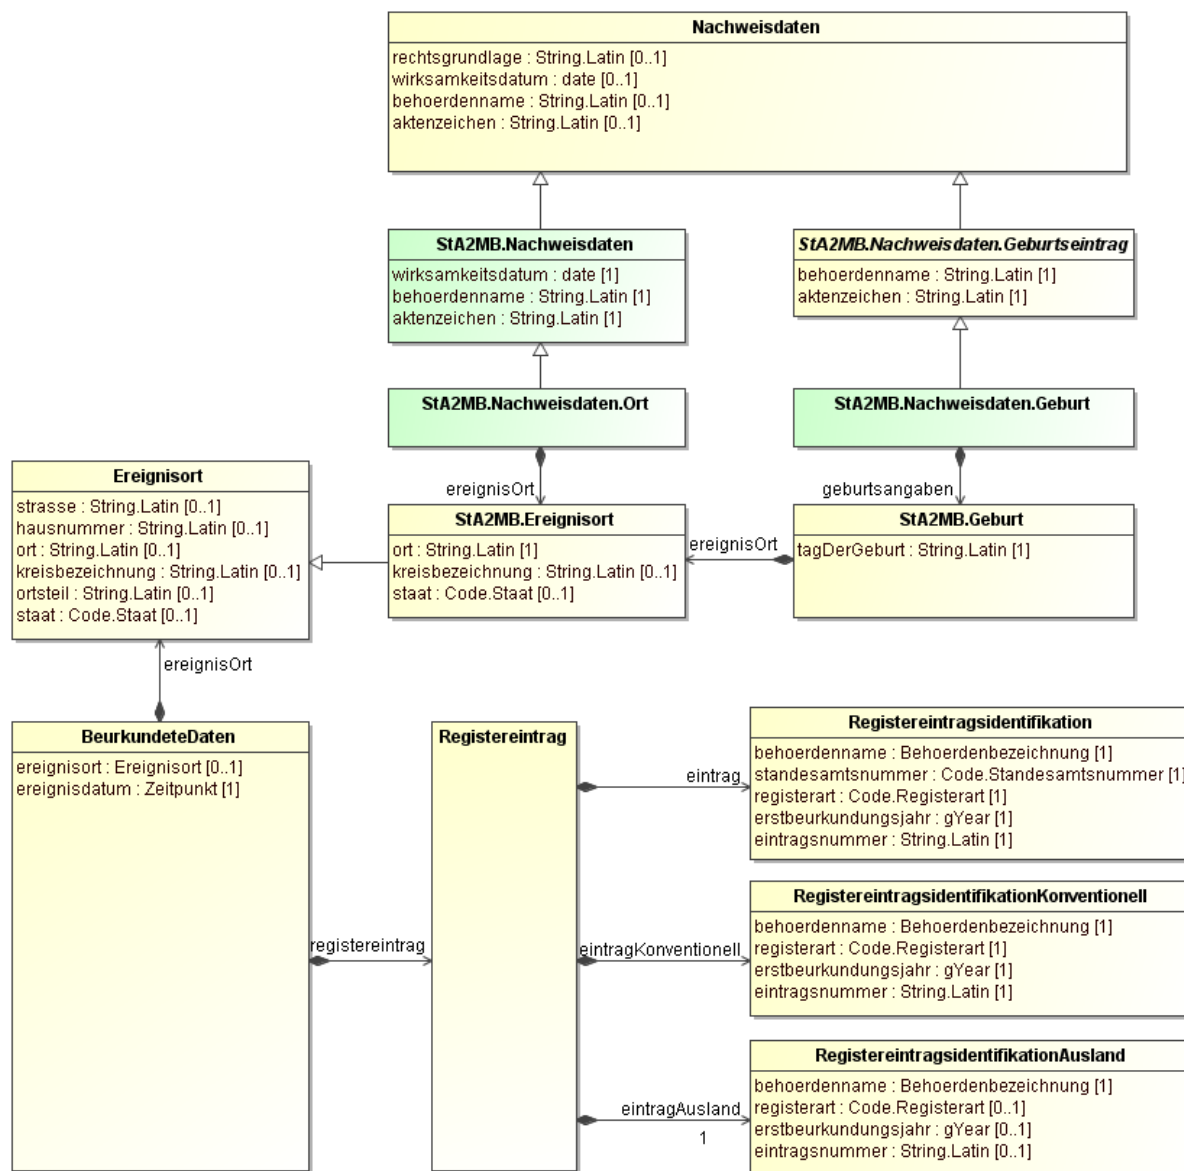 Nachweisdaten
rechtsgrundlage : String.Latin [0..1]
wirksamkeitsdatum : date [0..1]
behoerdenname : String.Latin [0..1]
aktenzeichen : String.Latin [0..1]
StA2MB.Nachweisdaten
wirksamkeitsdatum : date [1]
behoerdenname : String.Latin [1]
aktenzeichen : String.Latin [1]
StA2MB.Nachweisdaten.Geburtseintrag
behoerdenname : String.Latin [1]
aktenzeichen : String.Latin [1]
StA2MB.Nachweisdaten.Ort
StA2MB.Nachweisdaten.Geburt
ereignisOrt
geburtsangaben
Ereignisort
strasse : String.Latin [0..1]
hausnummer : String.Latin [0..1]
ort : String.Latin [0..1]
kreisbezeichnung : String.Latin [0..1]
ortsteil : String.Latin [0..1]
staat : Code.Staat [0..1]
StA2MB.Ereignisort
ort : String.Latin [1]
kreisbezeichnung : String.Latin [0..1]
staat : Code.Staat [0..1]
ereignisOrt
StA2MB.Geburt
tagDerGeburt : String.Latin [1]
ereignisOrt
BeurkundeteDaten
ereignisort : Ereignisort [0..1]
ereignisdatum : Zeitpunkt [1]
registereintrag
Registereintrag
eintrag
Registereintragsidentifikation
behoerdenname : Behoerdenbezeichnung [1]
standesamtsnummer : Code.Standesamtsnummer [1]
registerart : Code.Registerart [1]
erstbeurkundungsjahr : gYear [1]
eintragsnummer : String.Latin [1]
eintragKonventionell
RegistereintragsidentifikationKonventionell
behoerdenname : Behoerdenbezeichnung [1]
registerart : Code.Registerart [1]
erstbeurkundungsjahr : gYear [1]
eintragsnummer : String.Latin [1]
eintragAusland
1
RegistereintragsidentifikationAusland
behoerdenname : Behoerdenbezeichnung [1]
registerart : Code.Registerart [0..1]
erstbeurkundungsjahr : gYear [0..1]
eintragsnummer : String.Latin [0..1]